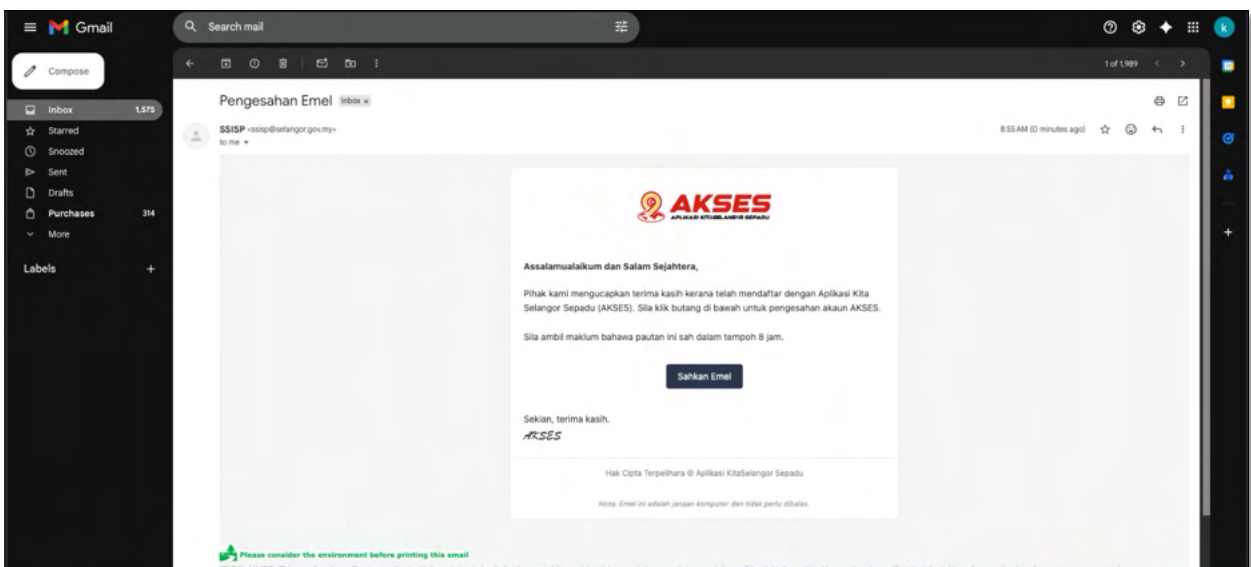 Gmail
Search mail
Compose
1 of 1,989
Inbox 1,575
Starred
Snoozed
Sent
Drafts
Purchases 314
More
Labels
Pengesahan Emel Inbox x
SSISP <ssisp@selangor.gov.my>
8:55 AM (0 minutes ago)
to me
AKSES
APLIKASI KITASELANGOR SEPADU
Assalamualaikum dan Salam Sejahtera,
Pihak kami mengucapkan terima kasih kerana telah mendaftar dengan Aplikasi Kita
Selangor Sepadu (AKSES). Sila klik butang di bawah untuk pengesahan akaun AKSES.
Sila ambil maklum bahawa pautan ini sah dalam tempoh 8 jam.
Sahkan Emel
Sekian, terima kasih.
AKSES
Hak Cipta Terpelihara © Aplikasi KitaSelangor Sepadu
Nota: Emel ini adalah janaan komputer dan tidak perlu dibalas.
Please consider the environment before printing this email
k